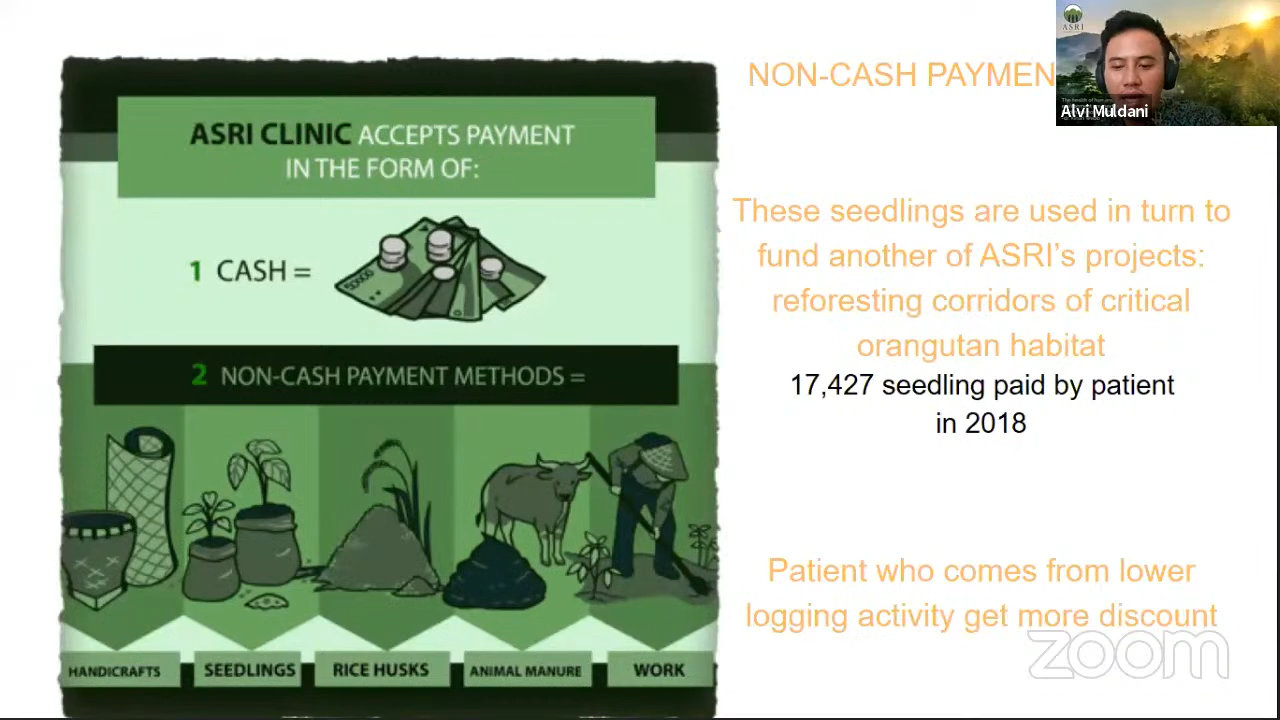 ASRI CLINIC ACCEPTS PAYMENT
IN THE FORM OF:
1 CASH =
50000
2 NON-CASH PAYMENT METHODS =
HANDICRAFTS
SEEDLINGS
RICE HUSKS
ANIMAL MANURE
WORK
NON-CASH PAYMEN
These seedlings are used in turn to
fund another of ASRI's projects:
reforesting corridors of critical
orangutan habitat
17,427 seedling paid by patient
in 2018
Patient who comes from lower
logging activity get more discount
ASRI
Alvi Muldani
zoom